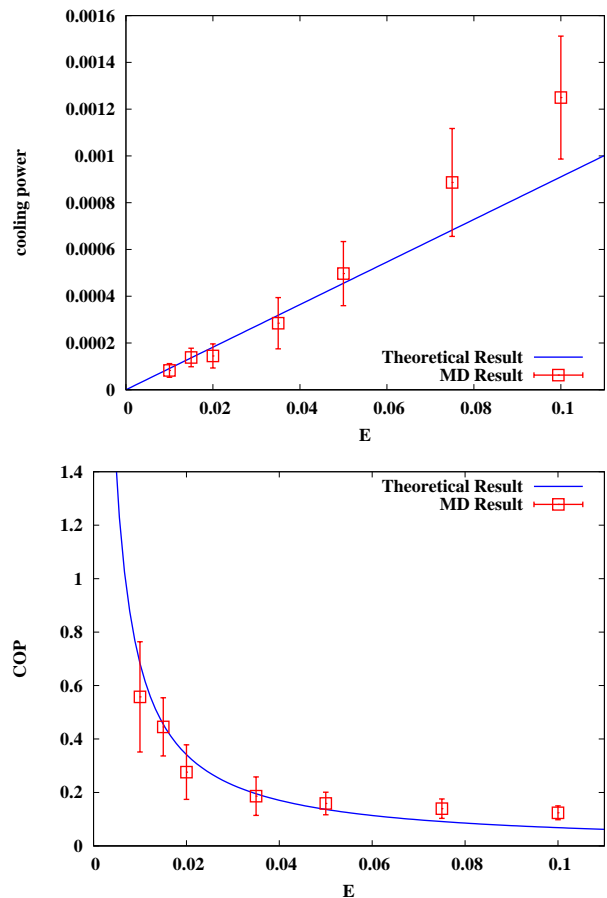 0.0016
0.0014
0.0012
0.001
0.0008
0.0006
0.0004
0.0002
0
cooling power
Theoretical Result
MD Result
0 0.02 0.04 0.06 0.08 0.1
E
1.4
1.2
1
0.8
0.6
0.4
0.2
0
COP
Theoretical Result
MD Result
0 0.02 0.04 0.06 0.08 0.1
E